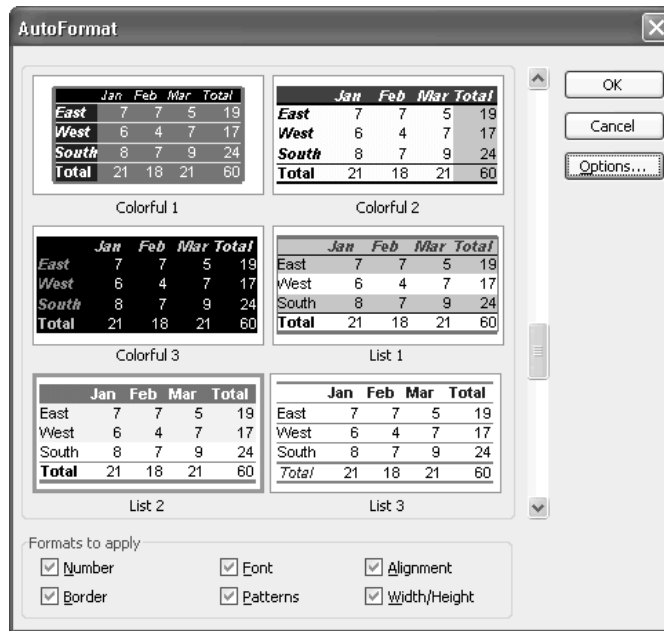 AutoFormat
Jan Feb Mar Total
East 7 7 5 19
West 6 4 7 17
South 8 7 9 24
Total 21 18 21 60
Colorful 1
Jan Feb Mar Total
East 7 7 5 19
West 6 4 7 17
South 8 7 9 24
Total 21 18 21 60
Colorful 2
Jan Feb Mar Total
East 7 7 5 19
West 6 4 7 17
South 8 7 9 24
Total 21 18 21 60
Colorful 3
Jan Feb Mar Total
East 7 7 5 19
West 6 4 7 17
South 8 7 9 24
Total 21 18 21 60
List 1
Jan Feb Mar Total
East 7 7 5 19
West 6 4 7 17
South 8 7 9 24
Total 21 18 21 60
List 2
Jan Feb Mar Total
East 7 7 5 19
West 6 4 7 17
South 8 7 9 24
Total 21 18 21 60
List 3
OK
Cancel
Options...
Formats to apply
Number Font Alignment
Border Patterns Width/Height